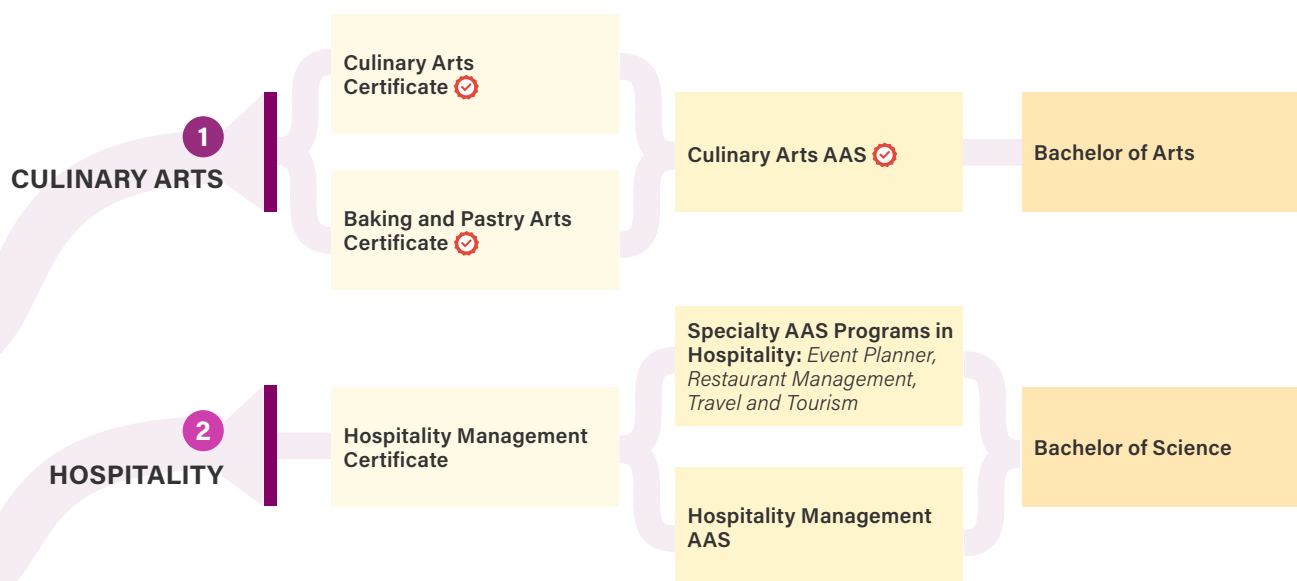 1
CULINARY ARTS
Culinary Arts
Certificate
Baking and Pastry Arts
Certificate
Culinary Arts AAS
Bachelor of Arts
2
HOSPITALITY
Hospitality Management
Certificate
Specialty AAS Programs in
Hospitality: Event Planner,
Restaurant Management,
Travel and Tourism
Hospitality Management
AAS
Bachelor of Science